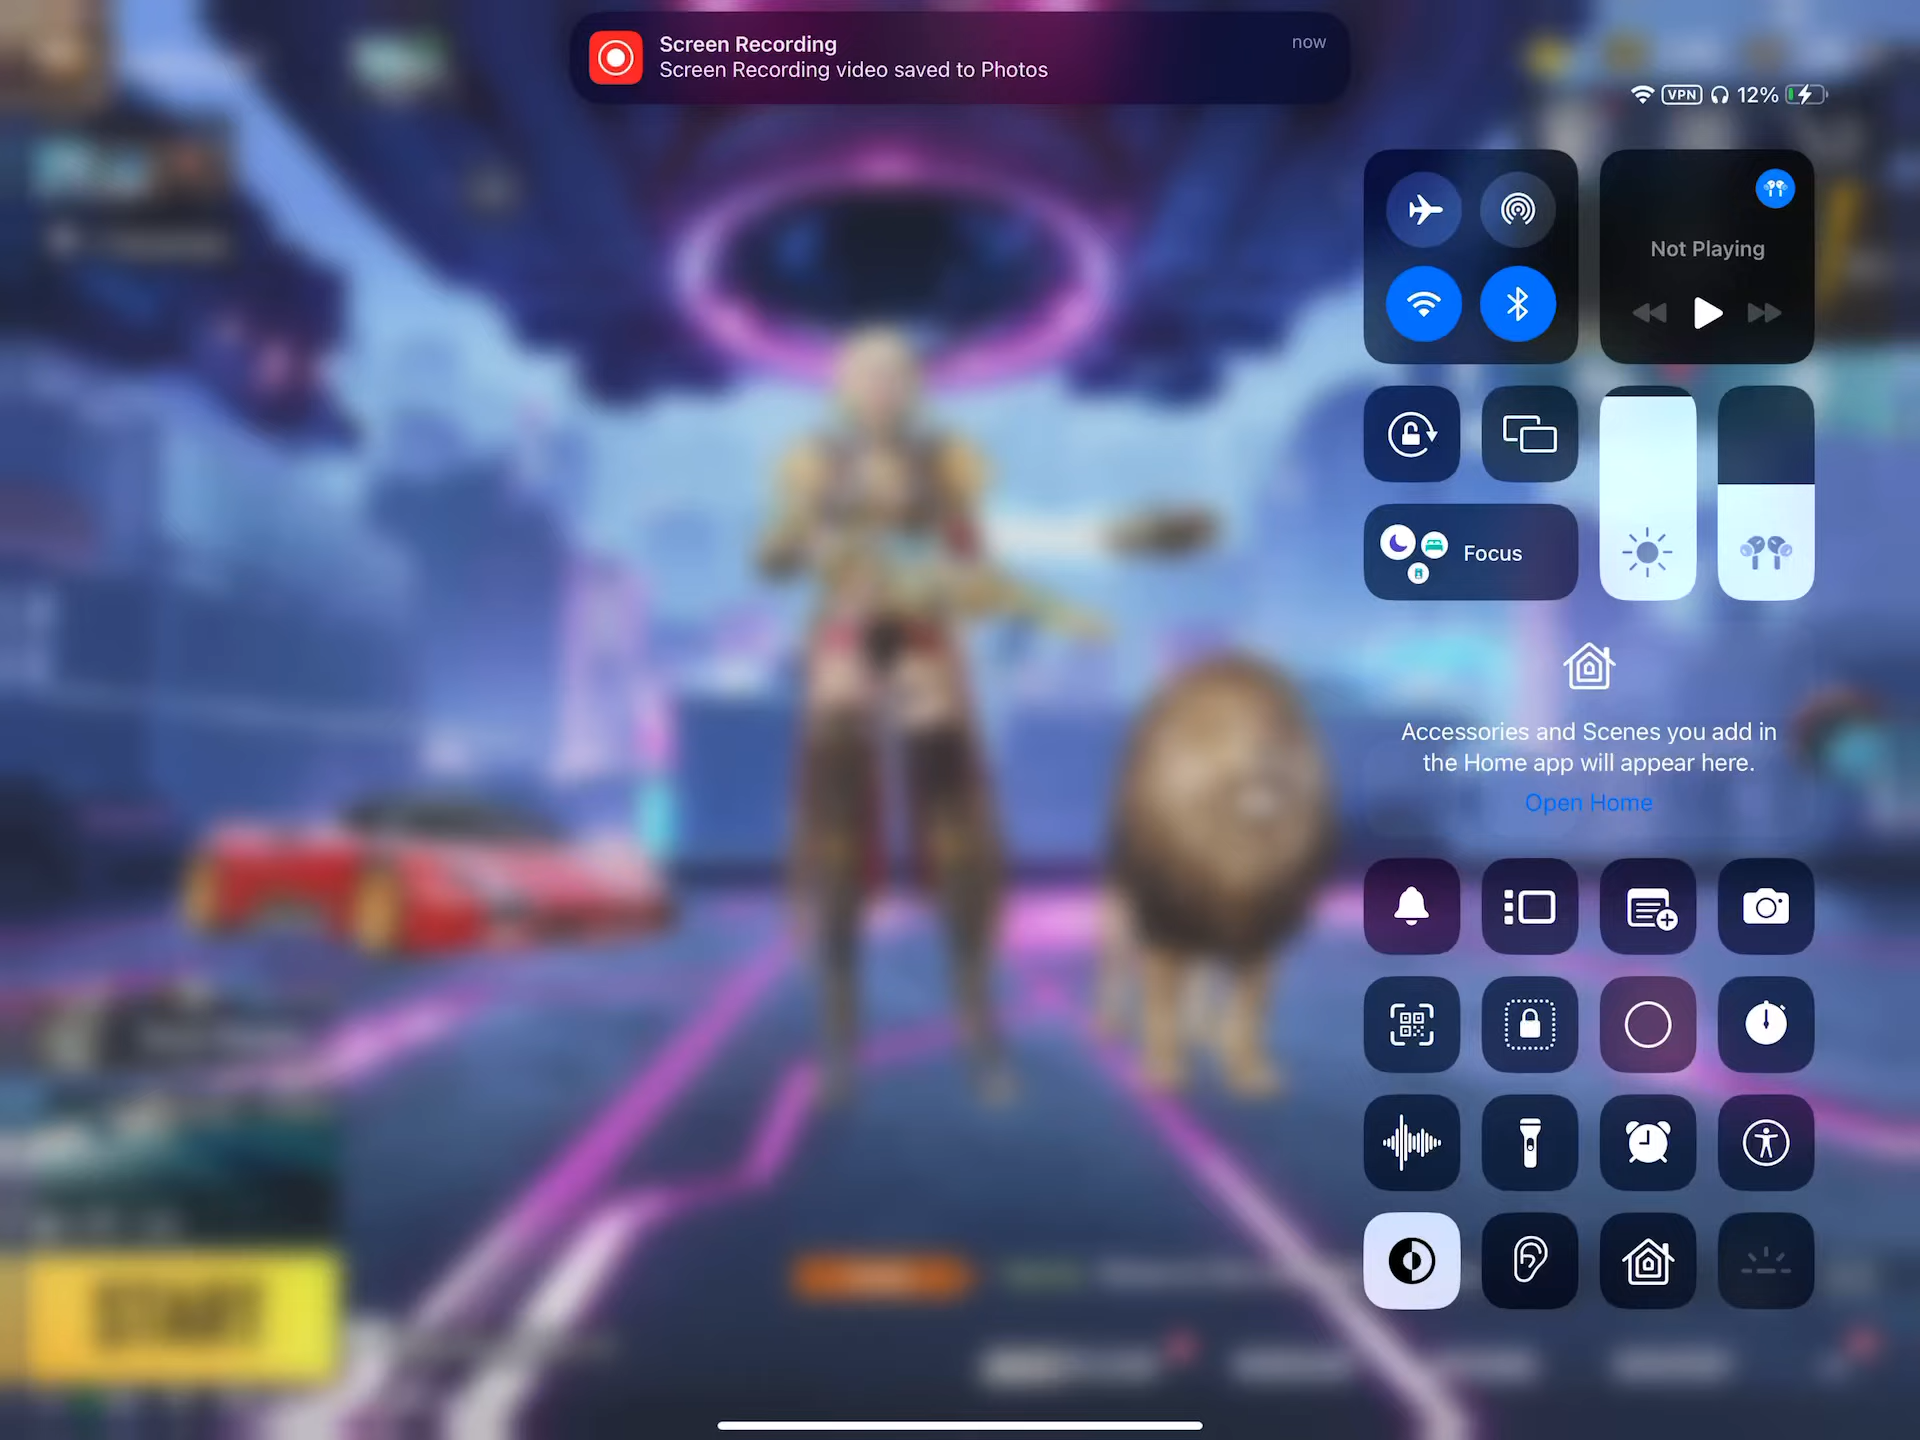 Screen Recording
now
Screen Recording video saved to Photos
VPN
12%
Not Playing
Focus
Accessories and Scenes you add in
the Home app will appear here.
Open Home
START